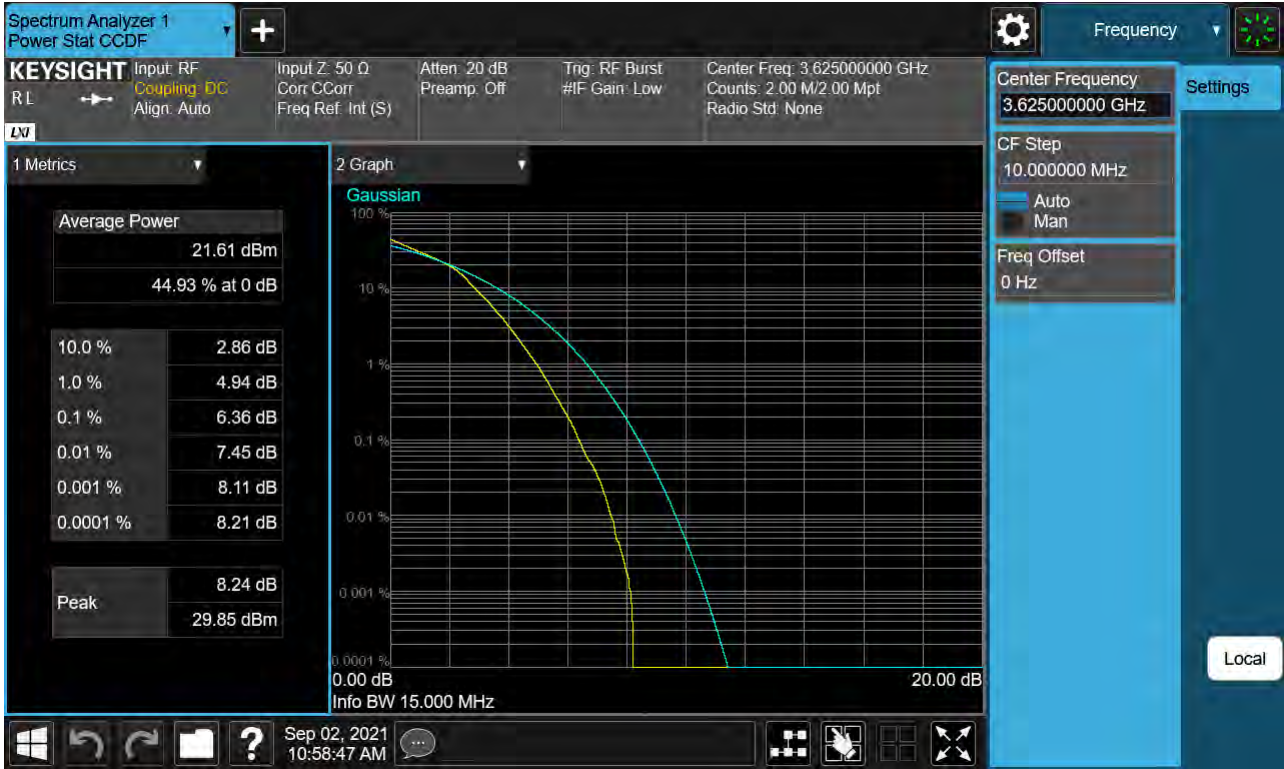 Spectrum Analyzer 1
Power Stat CCDF
Frequency
KEYSIGHT
R L
LXI
Input: RF
Coupling: DC
Align: Auto
Input Z: 50 Ω
Corr CCorr
Freq Ref: Int (S)
Atten: 20 dB
Preamp: Off
Trig: RF Burst
#IF Gain: Low
Center Freq: 3.625000000 GHz
Counts: 2.00 M/2.00 Mpt
Radio Std: None
Center Frequency
3.625000000 GHz
Settings
CF Step
10.000000 MHz
Auto
Man
Freq Offset
0 Hz
1 Metrics
Average Power
21.61 dBm
44.93 % at 0 dB
10.0 % 2.86 dB
1.0 % 4.94 dB
0.1 % 6.36 dB
0.01 % 7.45 dB
0.001 % 8.11 dB
0.0001 % 8.21 dB
Peak
8.24 dB
29.85 dBm
2 Graph
Gaussian
100 %
10 %
1 %
0.1 %
0.01 %
0.001 %
0.0001 %
0.00 dB 20.00 dB
Info BW 15.000 MHz
Local
?
Sep 02, 2021
10:58:47 AM